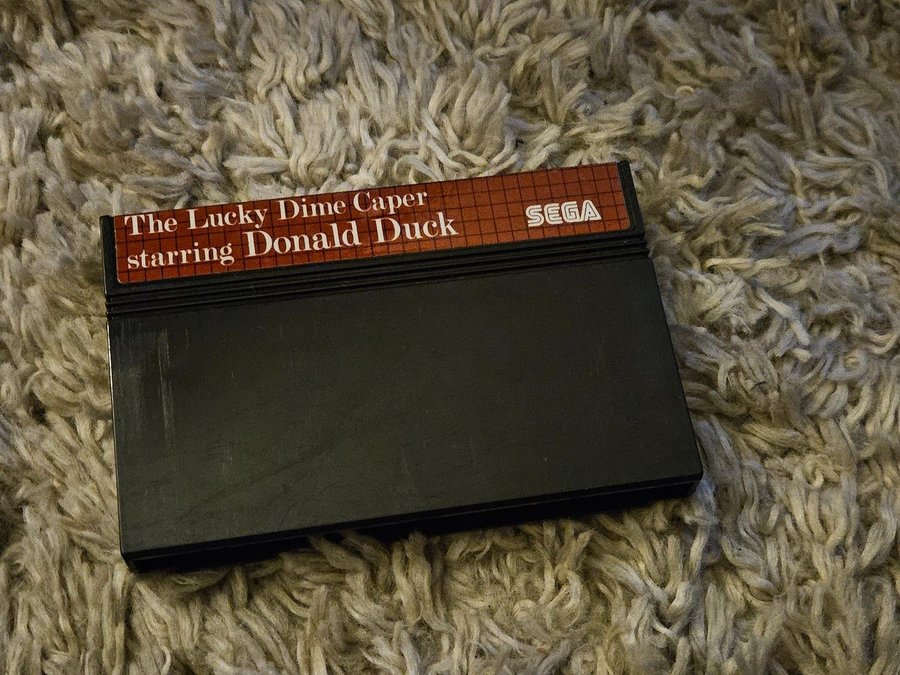 The Lucky Dime Caper
starring Donald Duck
SEGA